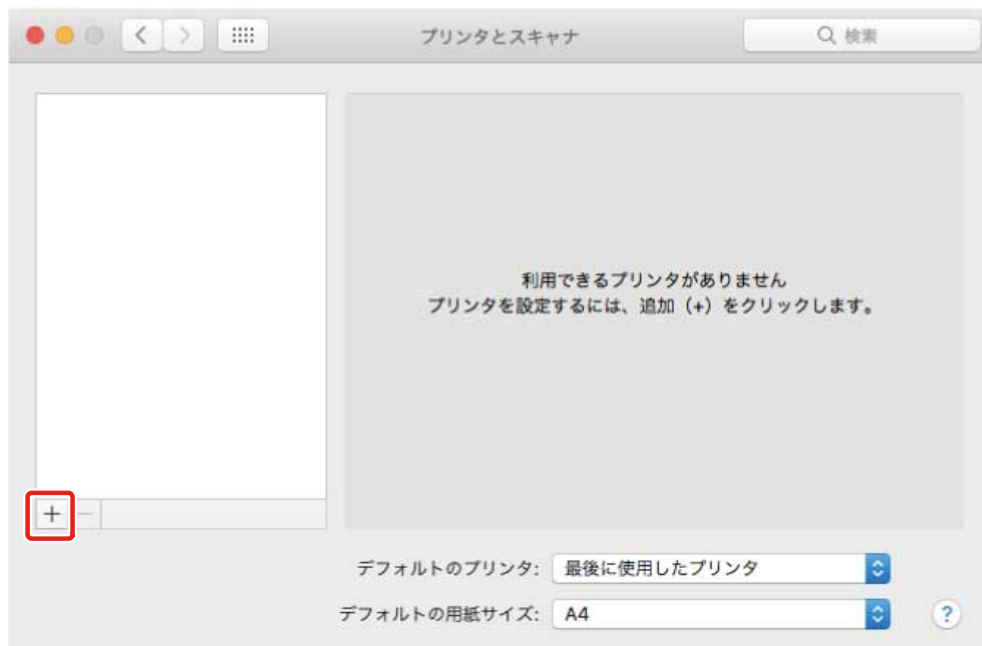 プリンタとスキャナ
検索
利用できるプリンタがありません
プリンタを設定するには、追加（+）をクリックします。
+ −
デフォルトのプリンタ: 最後に使用したプリンタ
デフォルトの用紙サイズ: A4
?